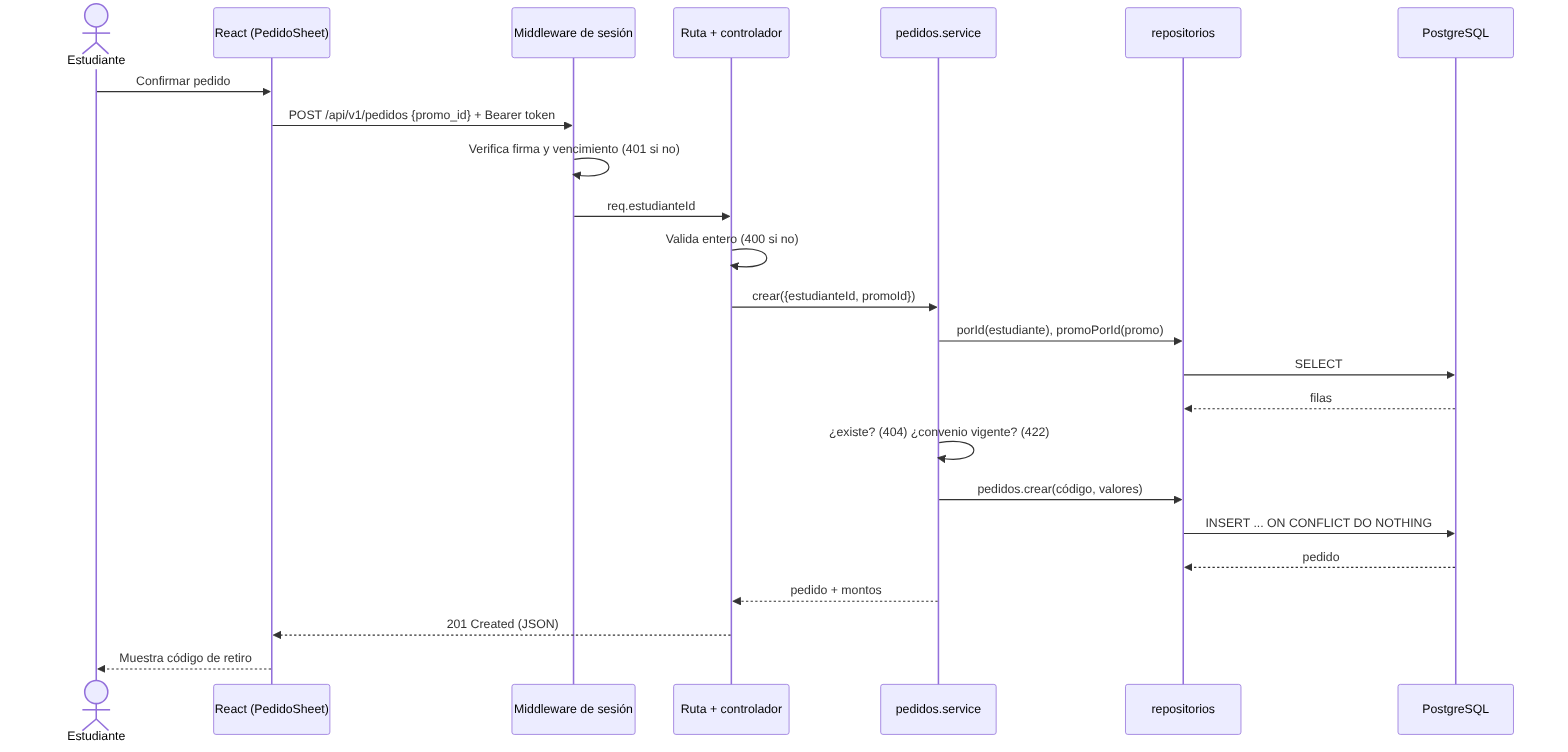 Estudiante
React (PedidoSheet)
Middleware de sesión
Ruta + controlador
pedidos.service
repositorios
PostgreSQL
Confirmar pedido
POST /api/v1/pedidos {promo_id} + Bearer token
Verifica firma y vencimiento (401 si no)
req.estudianteId
Valida entero (400 si no)
crear({estudianteId, promoId})
porId(estudiante), promoPorId(promo)
SELECT
filas
¿existe? (404) ¿convenio vigente? (422)
pedidos.crear(código, valores)
INSERT ... ON CONFLICT DO NOTHING
pedido
pedido + montos
201 Created (JSON)
Muestra código de retiro
Estudiante
React (PedidoSheet)
Middleware de sesión
Ruta + controlador
pedidos.service
repositorios
PostgreSQL